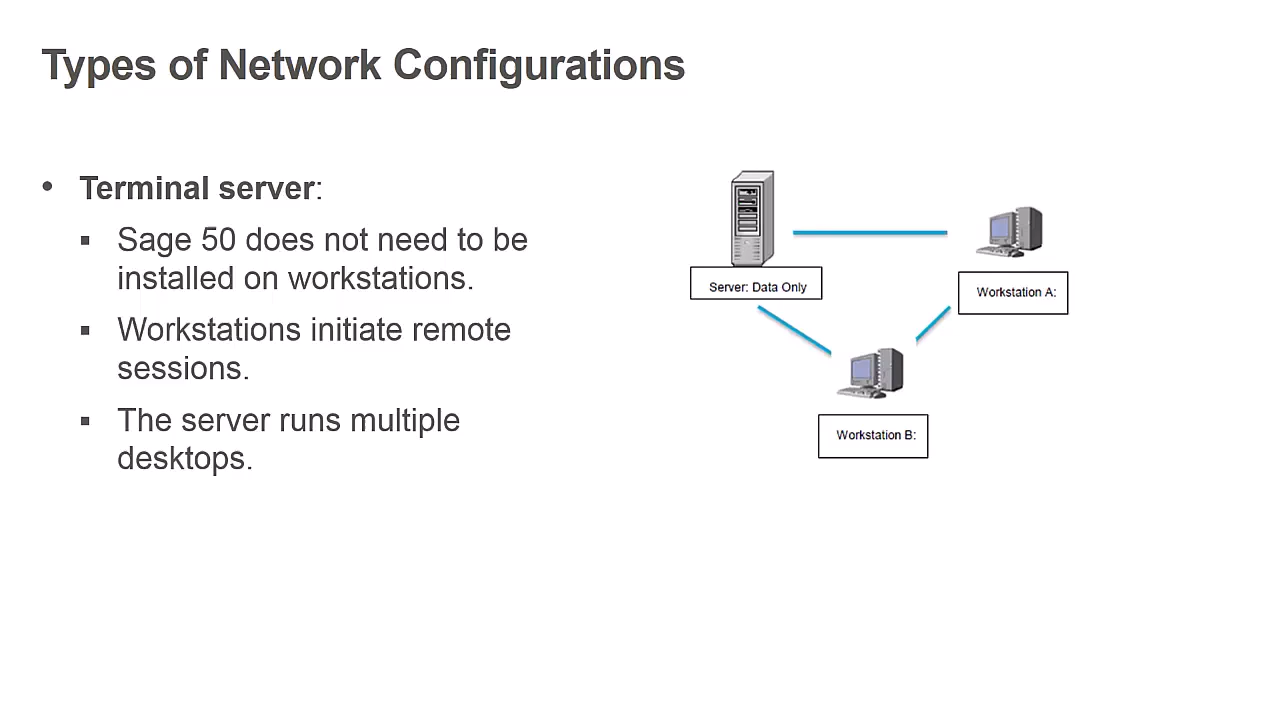 Types of Network Configurations
• Terminal server:
▪ Sage 50 does not need to be
installed on workstations.
▪ Workstations initiate remote
sessions.
▪ The server runs multiple
desktops.
Server: Data Only
Workstation A:
Workstation B: